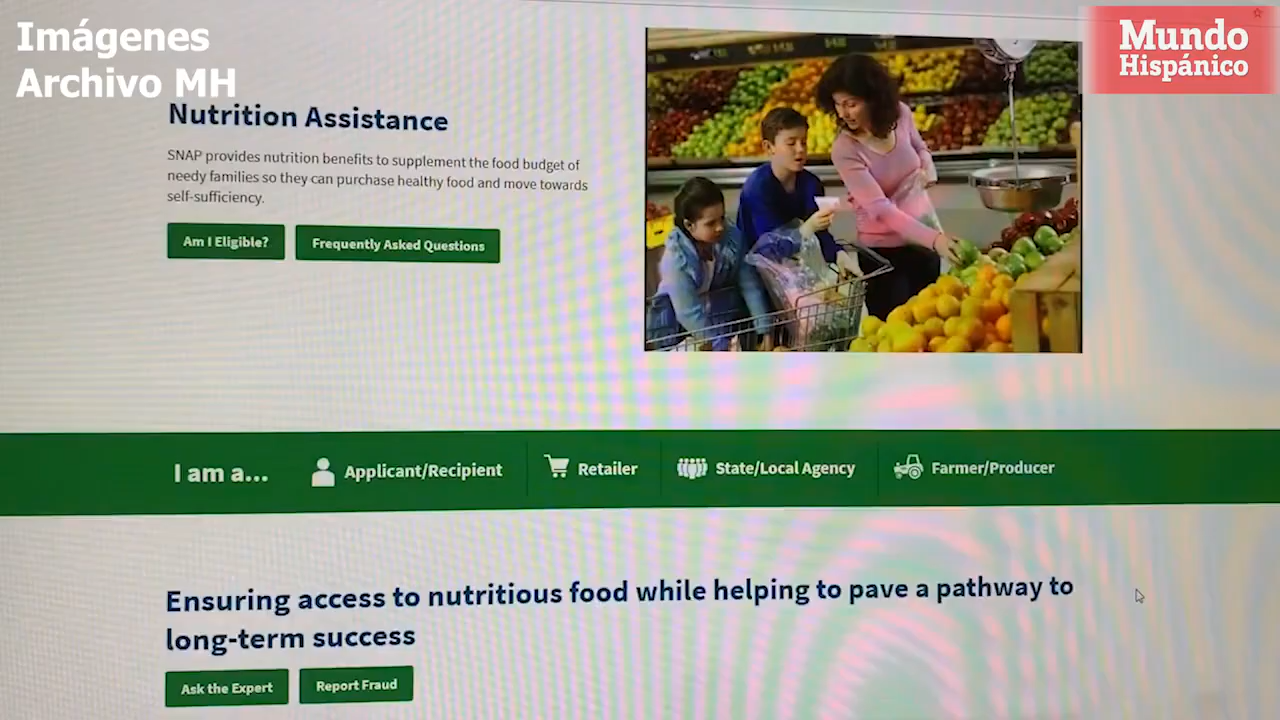 Imágenes
Archivo MH
Mundo
Hispánico
Nutrition Assistance
SNAP provides nutrition benefits to supplement the food budget of
needy families so they can purchase healthy food and move towards
self-sufficiency.
Am I Eligible?
Frequently Asked Questions
I am a...
Applicant/Recipient
Retailer
State/Local Agency
Farmer/Producer
Ensuring access to nutritious food while helping to pave a pathway to
long-term success
Ask the Expert
Report Fraud